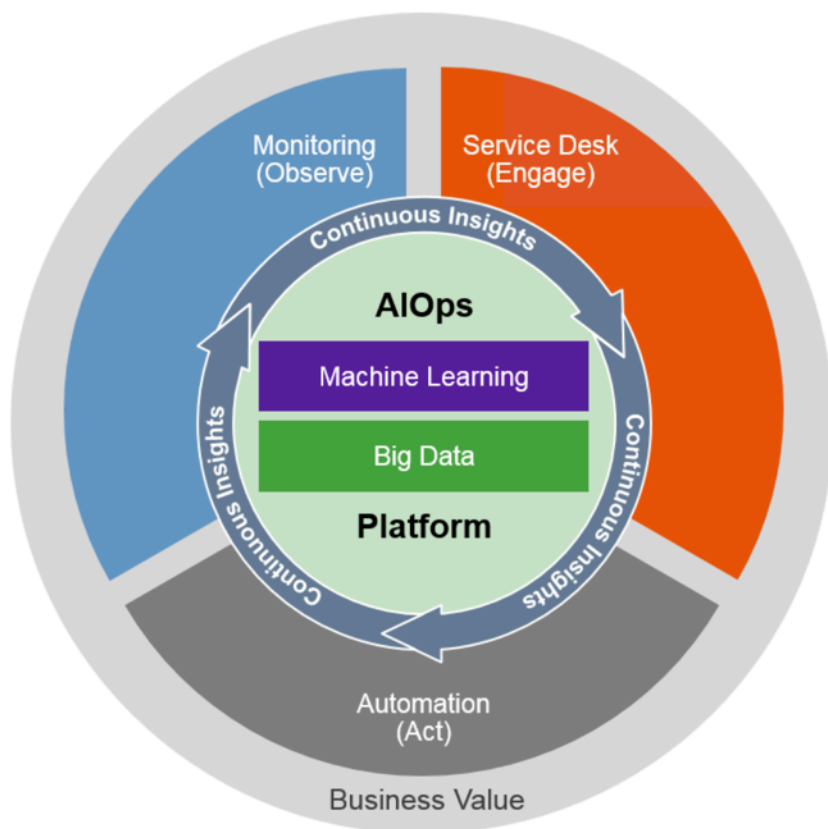 Monitoring
(Observe)
Service Desk
(Engage)
Continuous Insights
AIOps
Machine Learning
Big Data
Platform
Continuous Insights
Continuous Insights
Automation
(Act)
Business Value